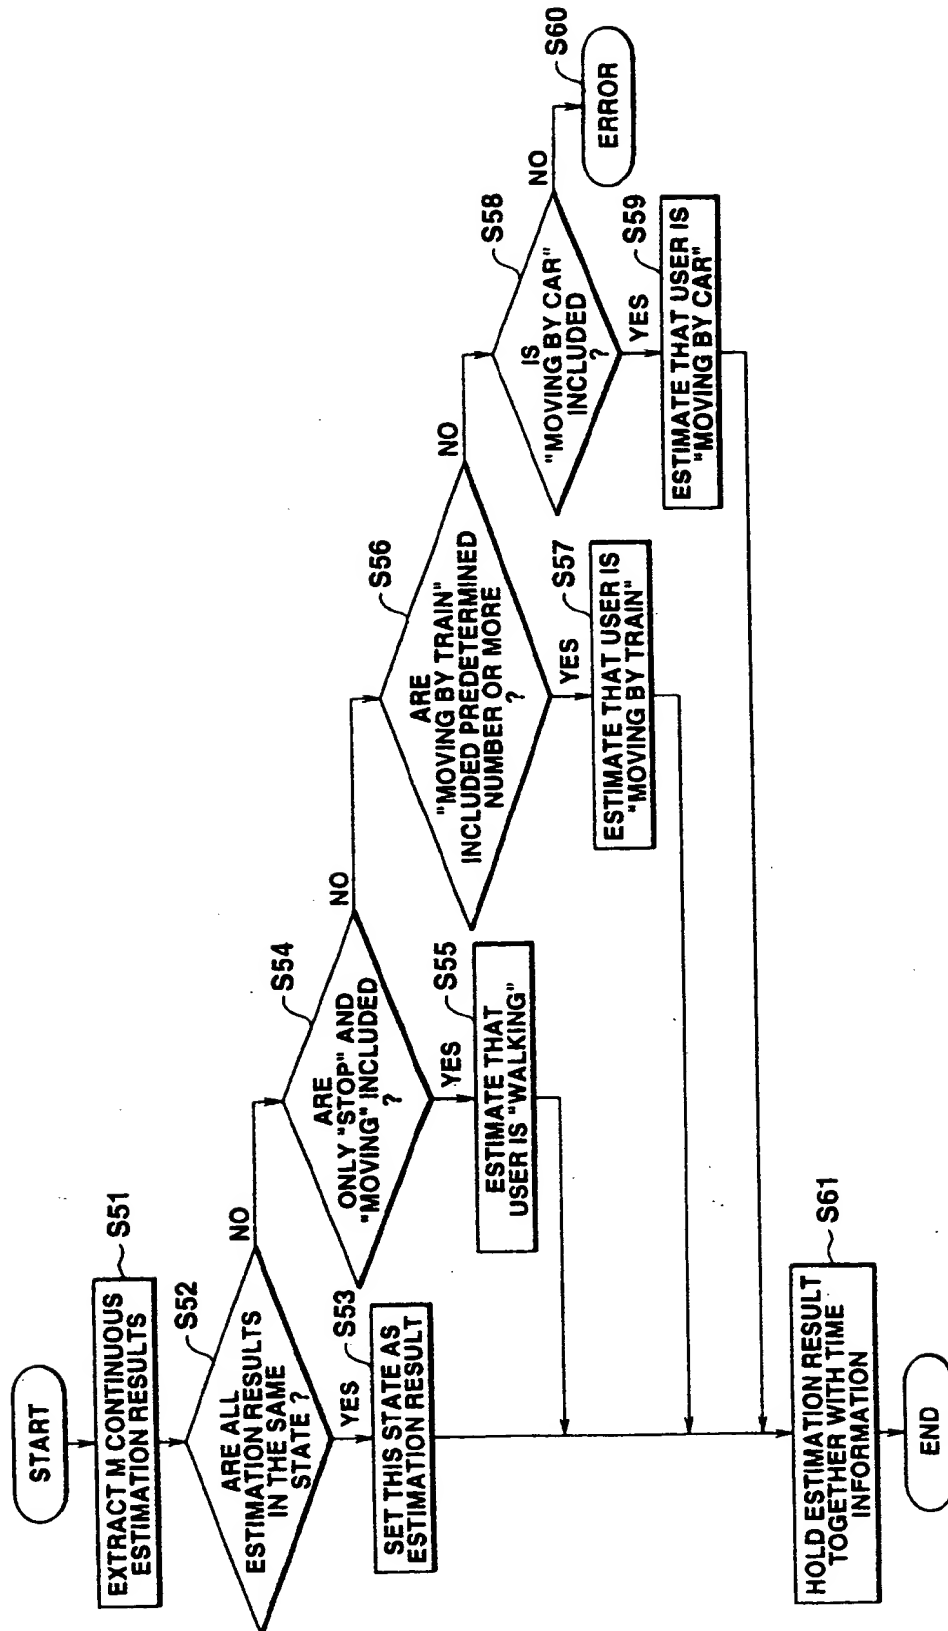 START
EXTRACT M CONTINUOUS
ESTIMATION RESULTS
S51
ARE ALL
ESTIMATION RESULTS
IN THE SAME
STATE ?
S52
NO
YES
SET THIS STATE AS
ESTIMATION RESULT
S53
ARE
ONLY "STOP" AND
"MOVING" INCLUDED
?
S54
NO
YES
ESTIMATE THAT
USER IS "WALKING"
S55
ARE
"MOVING BY TRAIN"
INCLUDED PREDETERMINED
NUMBER OR MORE
?
S56
NO
YES
ESTIMATE THAT USER IS
"MOVING BY TRAIN"
S57
IS
"MOVING BY CAR"
INCLUDED
?
S58
NO
YES
ESTIMATE THAT USER IS
"MOVING BY CAR"
S59
ERROR
S60
HOLD ESTIMATION RESULT
TOGETHER WITH TIME
INFORMATION
S61
END